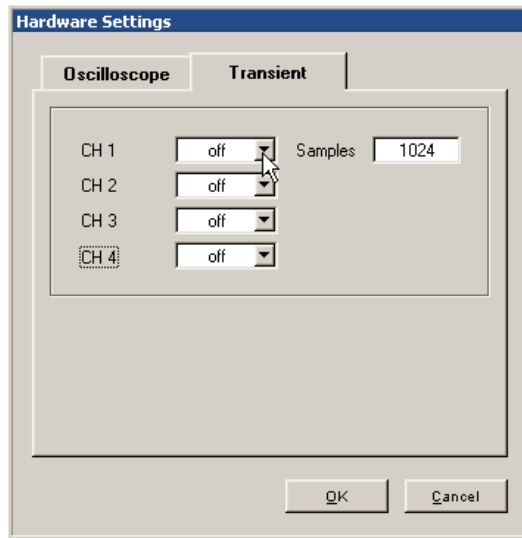 Hardware Settings
Oscilloscope Transient
CH 1 off Samples 1024
CH 2 off
CH 3 off
CH 4 off
OK Cancel